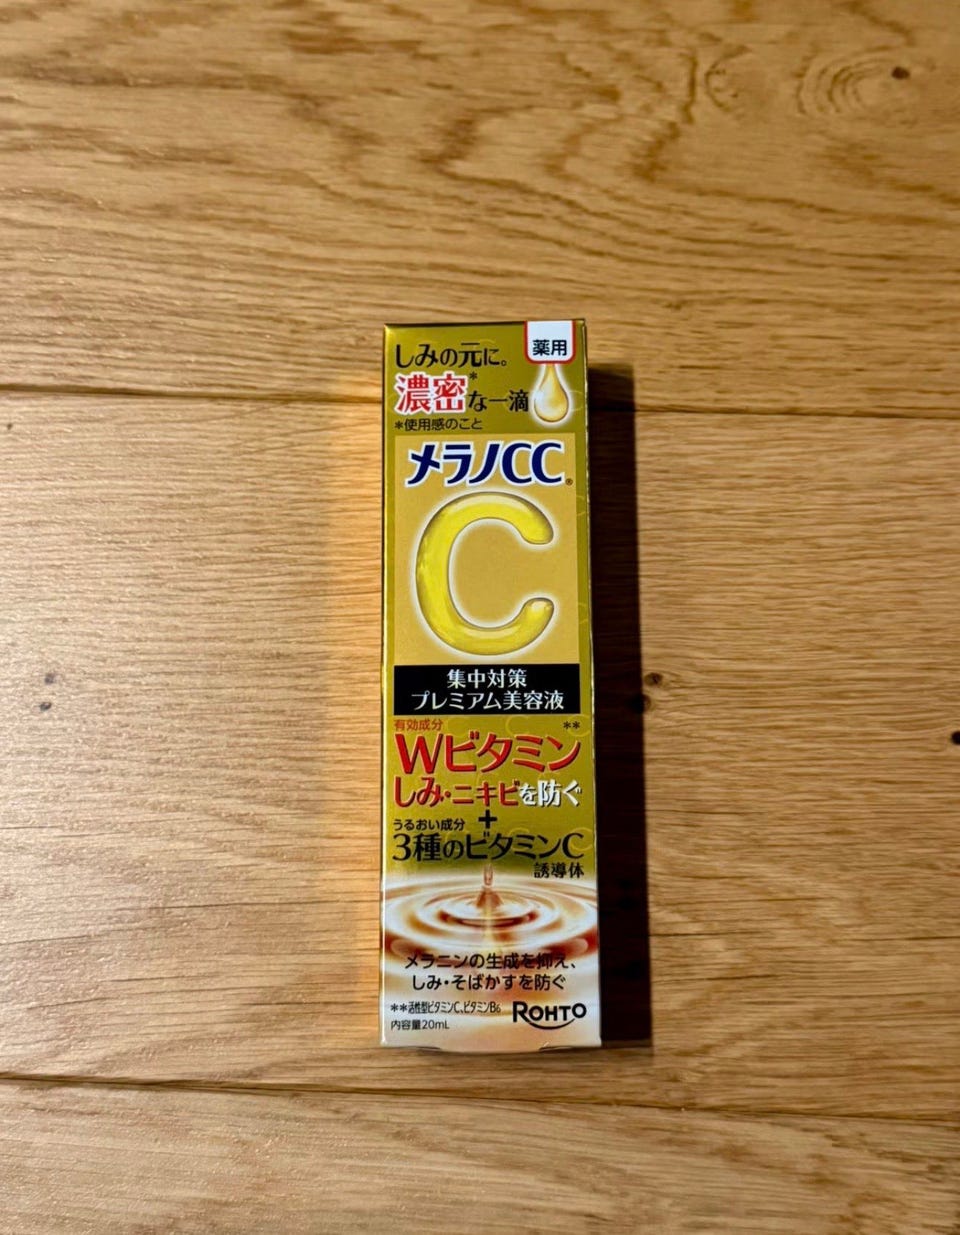 しみの元に。
薬用
濃密*な一滴
*使用感のこと
メラノCC®
C
集中対策
プレミアム美容液
有効成分
Wビタミン**
しみ・ニキビを防ぐ
+
うるおい成分
3種のビタミンC
誘導体
メラニンの生成を抑え、
しみ・そばかすを防ぐ
**活性型ビタミンC、ビタミンB6
内容量20mL
ROHTO